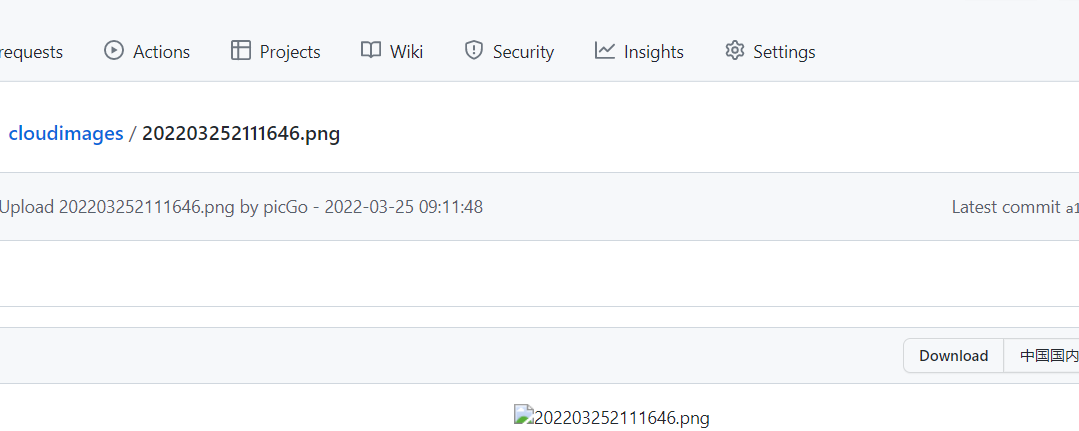 requests Actions Projects Wiki Security Insights Settings
cloudimages / 202203252111646.png
Upload 202203252111646.png by picGo - 2022-03-25 09:11:48 Latest commit a1
Download 中国国内
202203252111646.png